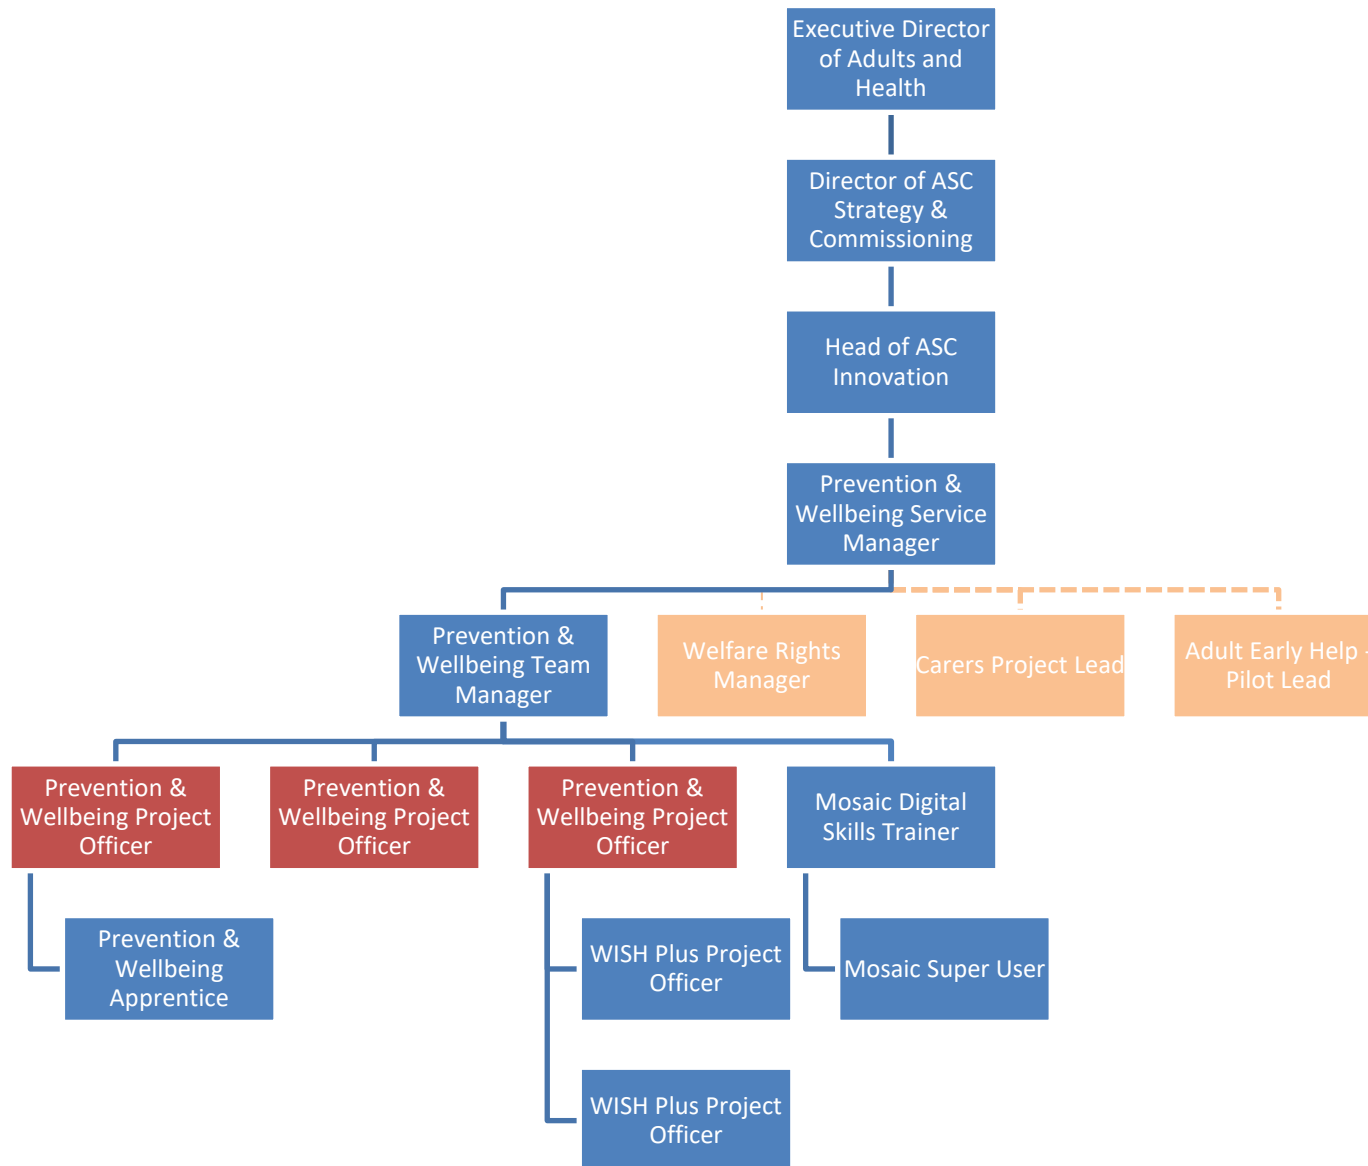 Executive Director
of Adults and
Health
Director of ASC
Strategy &
Commissioning
Head of ASC
Innovation
Prevention &
Wellbeing Service
Manager
Prevention &
Wellbeing Team
Manager
Welfare Rights
Manager
Carers Project Lead
Adult Early Help -
Pilot Lead
Prevention &
Wellbeing Project
Officer
Prevention &
Wellbeing Project
Officer
Prevention &
Wellbeing Project
Officer
Mosaic Digital
Skills Trainer
Prevention &
Wellbeing
Apprentice
WISH Plus Project
Officer
Mosaic Super User
WISH Plus Project
Officer